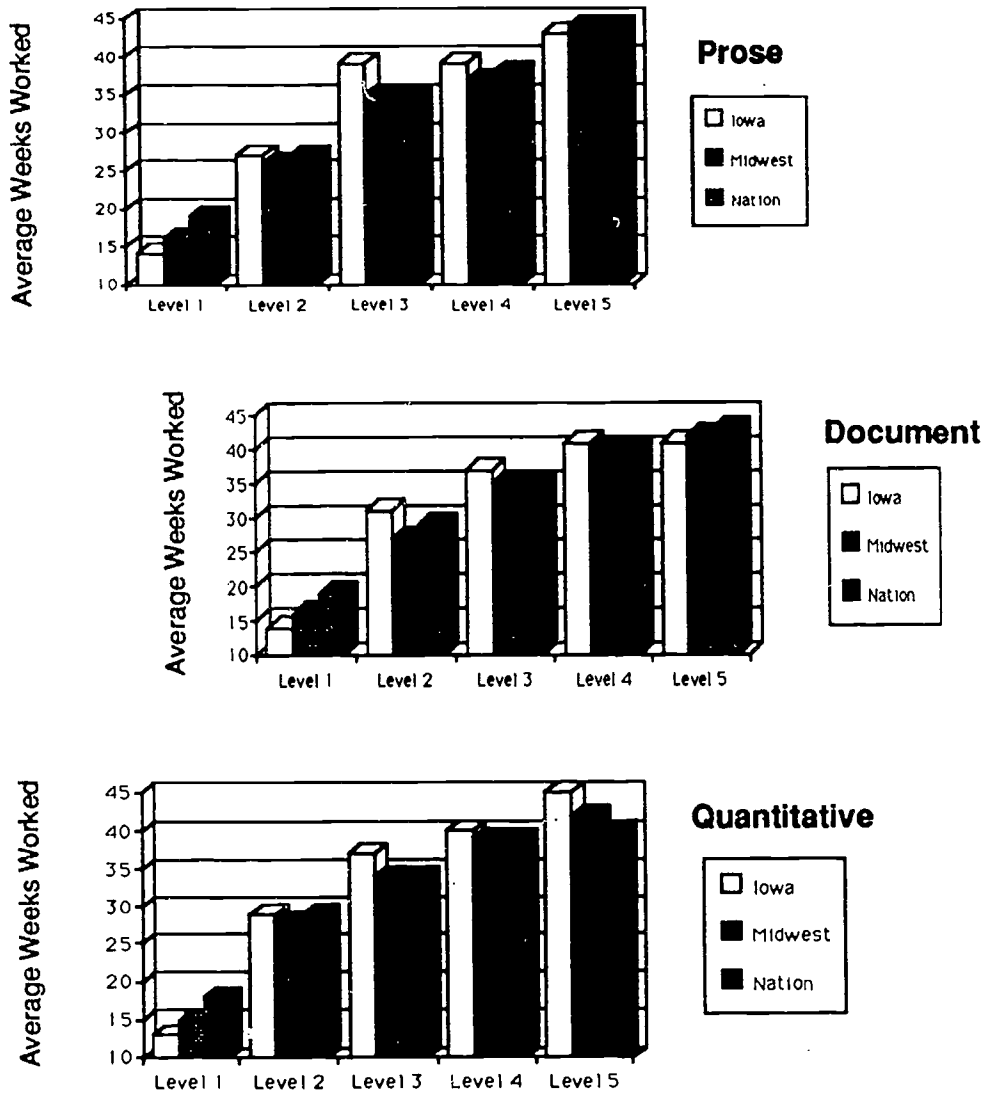 Average Weeks Worked
45
40
35
30
25
20
15
10
Level 1
Level 2
Level 3
Level 4
Level 5
Prose
Iowa
Midwest
Nation
Average Weeks Worked
45
40
35
30
25
20
15
10
Level 1
Level 2
Level 3
Level 4
Level 5
Document
Iowa
Midwest
Nation
Average Weeks Worked
45
40
35
30
25
20
15
10
Level 1
Level 2
Level 3
Level 4
Level 5
Quantitative
Iowa
Midwest
Nation